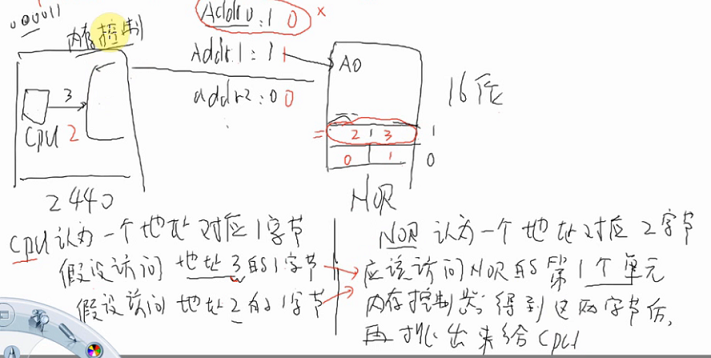 Addr0:1 0 x
内存控制
Addr1:1 1
A0
addr2:0 0
16位
3
CPU 2
= 2 3 1
0 1 0
2440
NOR
CPU认为一个地址对应1字节
NOR 认为一个地址对应2字节
假设访问 地址3的1字节
应该访问NOR的第1个单元
假设访问 地址2的1字节
内存控制器得到这两字节后,
再挑出来给CPU